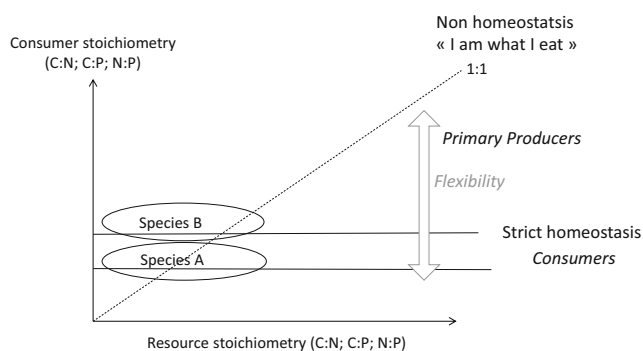 Non homeostatsis
« I am what I eat »
1:1
Consumer stoichiometry
(C:N; C:P; N:P)
Primary Producers
Flexibility
Species B
Strict homeostasis
Consumers
Species A
Resource stoichiometry (C:N; C:P; N:P)